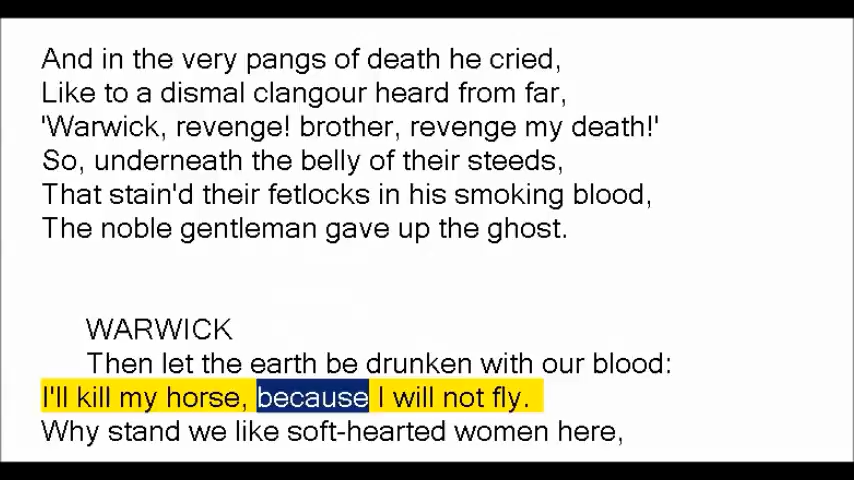 And in the very pangs of death he cried,
Like to a dismal clangour heard from far,
'Warwick, revenge! brother, revenge my death!'
So, underneath the belly of their steeds,
That stain'd their fetlocks in his smoking blood,
The noble gentleman gave up the ghost.
WARWICK
Then let the earth be drunken with our blood:
I'll kill my horse, because I will not fly.
Why stand we like soft-hearted women here,